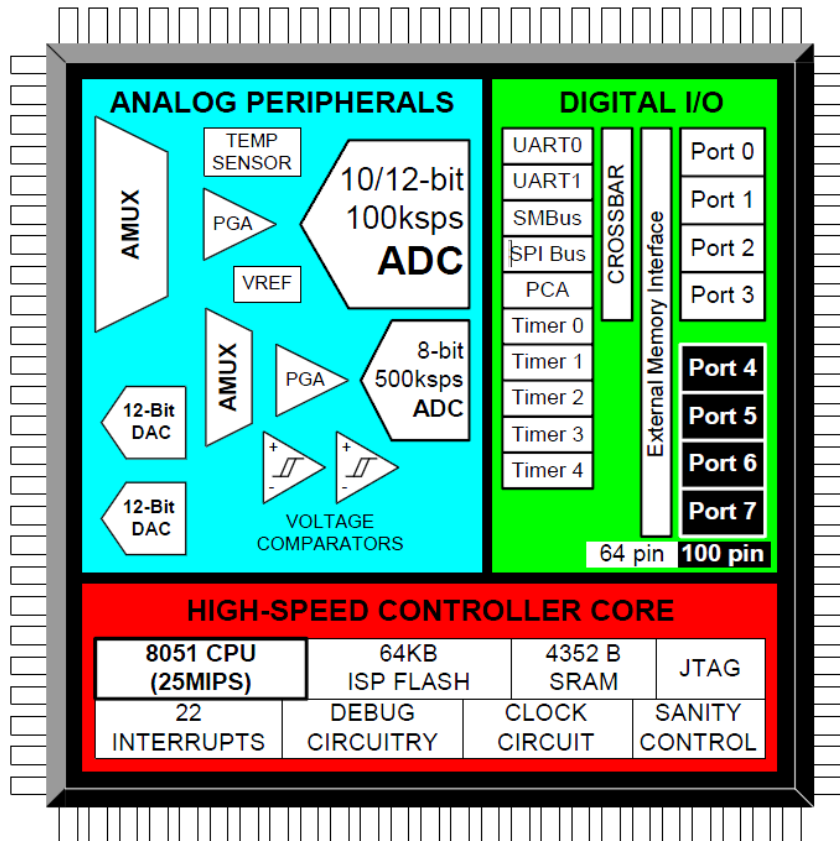 ANALOG PERIPHERALS
TEMP
SENSOR
AMUX
PGA
10/12-bit
100ksps
ADC
VREF
AMUX
PGA
8-bit
500ksps
ADC
12-Bit
DAC
12-Bit
DAC
+
-
+
-
VOLTAGE
COMPARATORS
DIGITAL I/O
UART0
UART1
SMBus
SPI Bus
PCA
Timer 0
Timer 1
Timer 2
Timer 3
Timer 4
CROSSBAR
External Memory Interface
Port 0
Port 1
Port 2
Port 3
Port 4
Port 5
Port 6
Port 7
64 pin 100 pin
HIGH-SPEED CONTROLLER CORE
8051 CPU
(25MIPS)
64KB
ISP FLASH
4352 B
SRAM
JTAG
22
INTERRUPTS
DEBUG
CIRCUITRY
CLOCK
CIRCUIT
SANITY
CONTROL